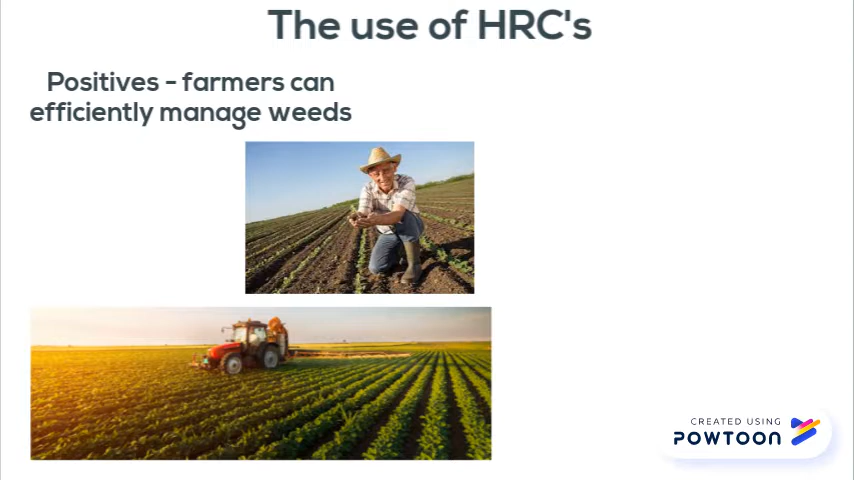 The use of HRC's
Positives - farmers can
efficiently manage weeds
CREATED USING
POWTOON